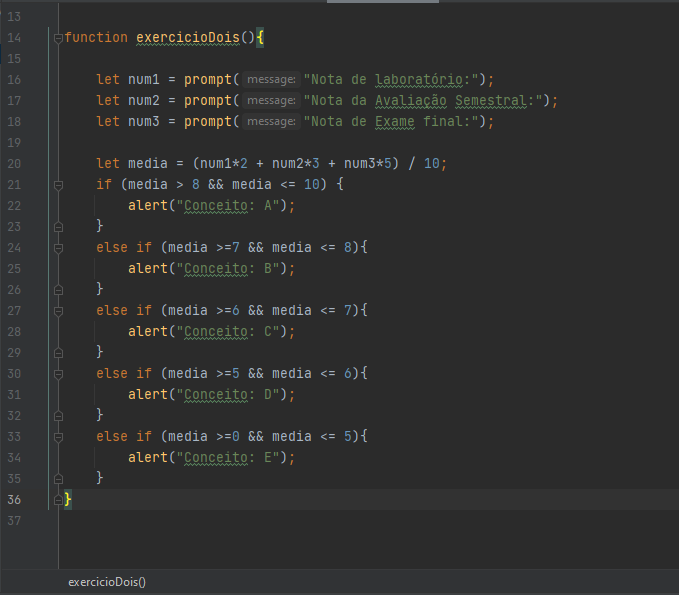 13
14 function exercicioDois(){
15
16 let num1 = prompt( message: "Nota de laboratório:");
17 let num2 = prompt( message: "Nota da Avaliação Semestral:");
18 let num3 = prompt( message: "Nota de Exame final:");
19
20 let media = (num1*2 + num2*3 + num3*5) / 10;
21 if (media > 8 && media <= 10) {
22 alert("Conceito: A");
23 }
24 else if (media >=7 && media <= 8){
25 alert("Conceito: B");
26 }
27 else if (media >=6 && media <= 7){
28 alert("Conceito: C");
29 }
30 else if (media >=5 && media <= 6){
31 alert("Conceito: D");
32 }
33 else if (media >=0 && media <= 5){
34 alert("Conceito: E");
35 }
36 }
37
exercicioDois()